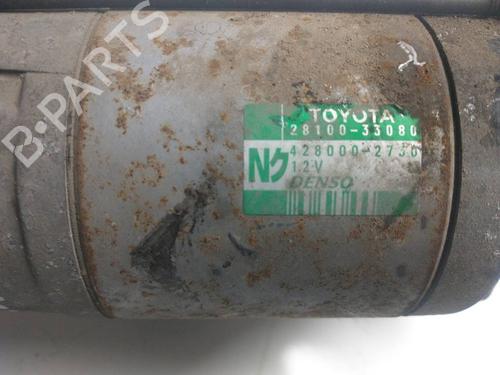 B-PARTS
TOYOTA
28100-33080
428000-2730
12V
DENSO